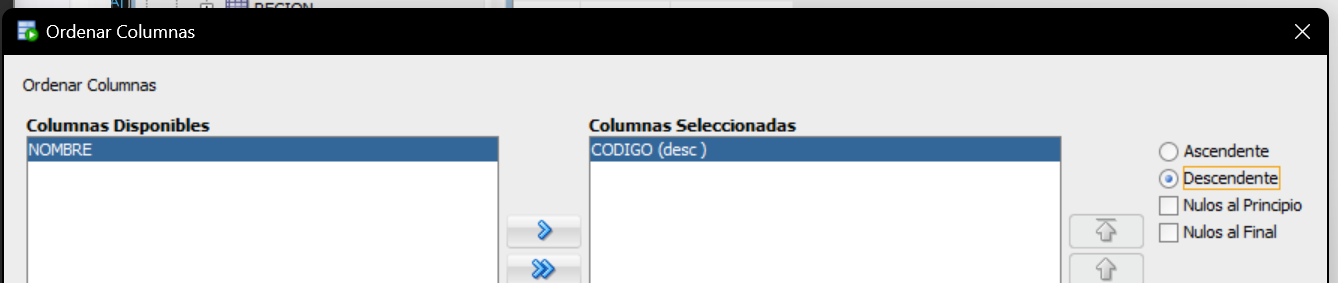 REGION
Ordenar Columnas
Ordenar Columnas
Columnas Disponibles
Columnas Seleccionadas
NOMBRE
CODIGO (desc )
Ascendente
Descendente
Nulos al Principio
Nulos al Final